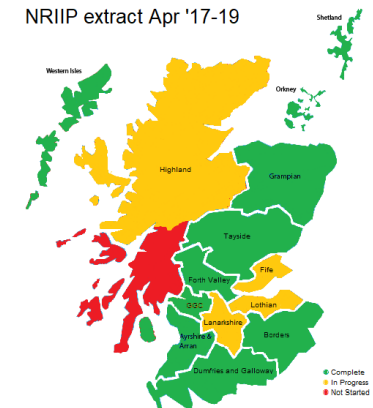 NRIIP extract Apr '17-19
Shetland
Western Isles
Orkney
Highland
Grampian
Tayside
Fife
Forth Valley
GGC
Lothian
Lanarkshire
Ayrshire &
Arran
Borders
Dumfries and Galloway
Complete
In Progress
Not Started